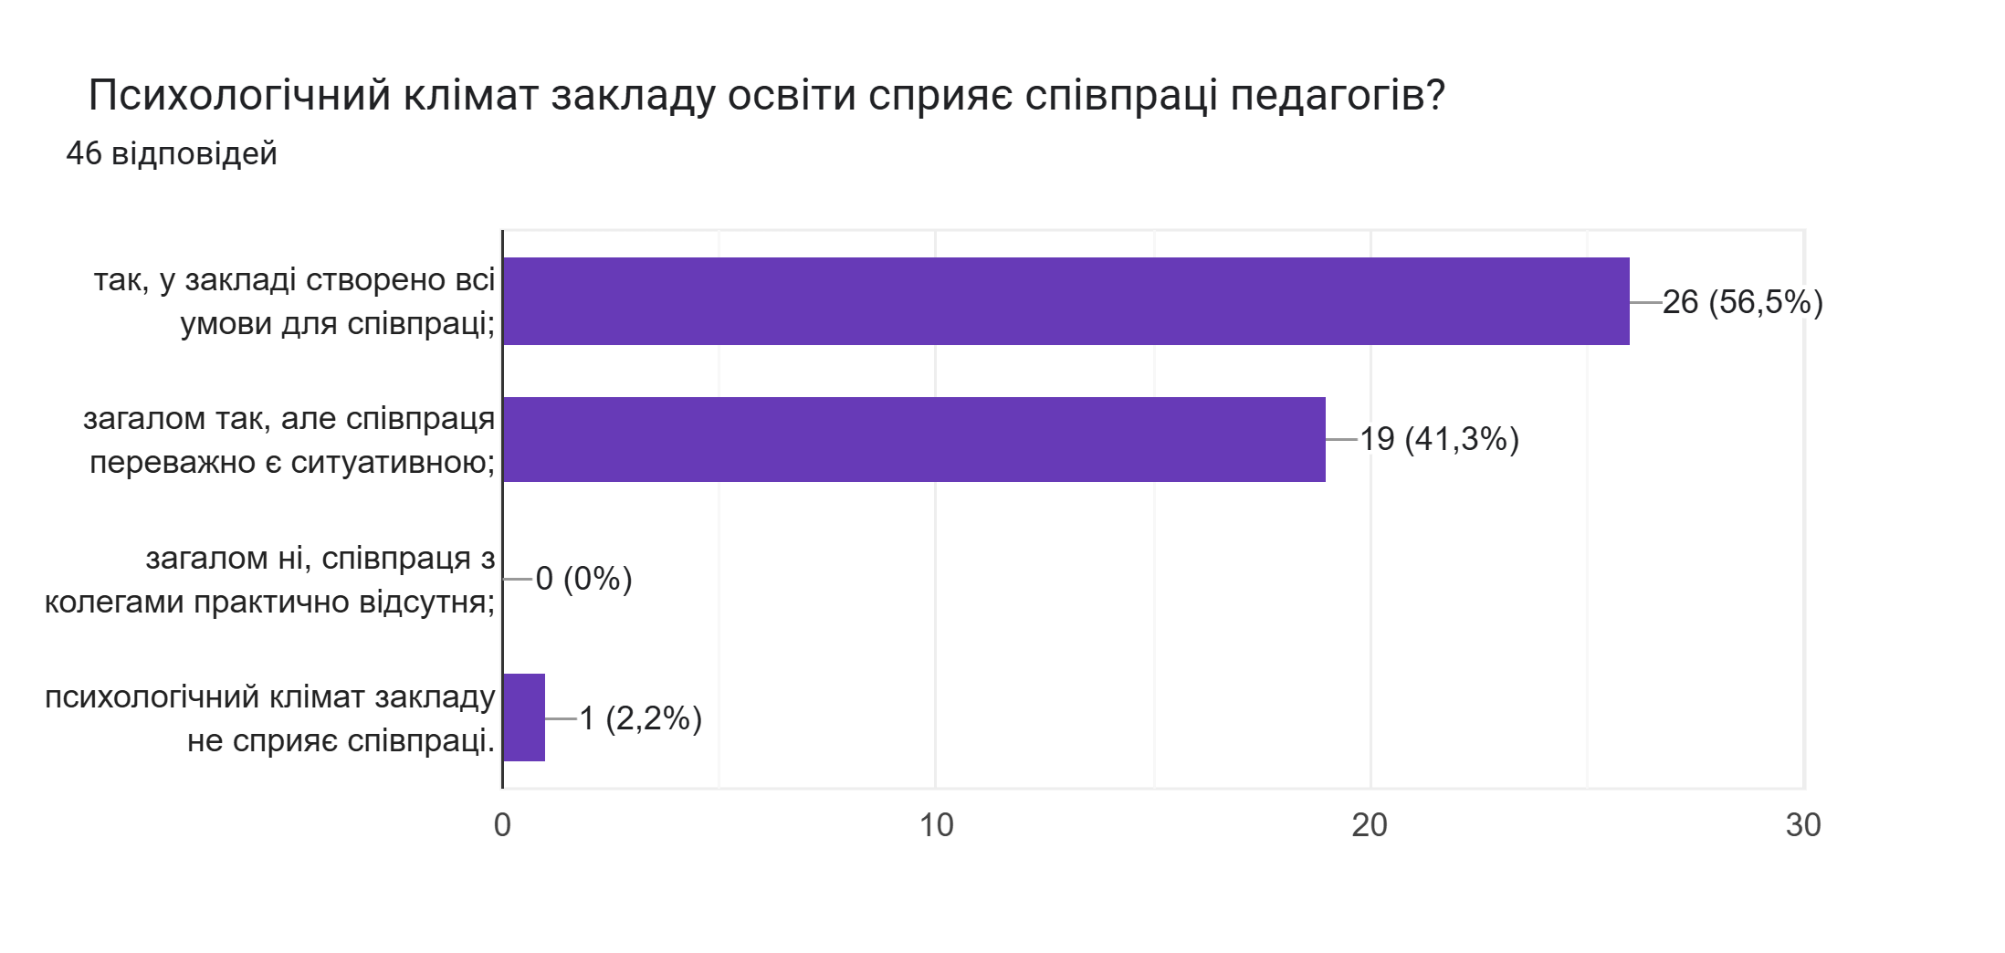 Психологічний клімат закладу освіти сприяє співпраці педагогів?
46 відповідей
так, у закладі створено всі
умови для співпраці;
26 (56,5%)
загалом так, але співпраця
переважно є ситуативною;
19 (41,3%)
загалом ні, співпраця з
колегами практично відсутня;
0 (0%)
психологічний клімат закладу
не сприяє співпраці.
1 (2,2%)
0
10
20
30